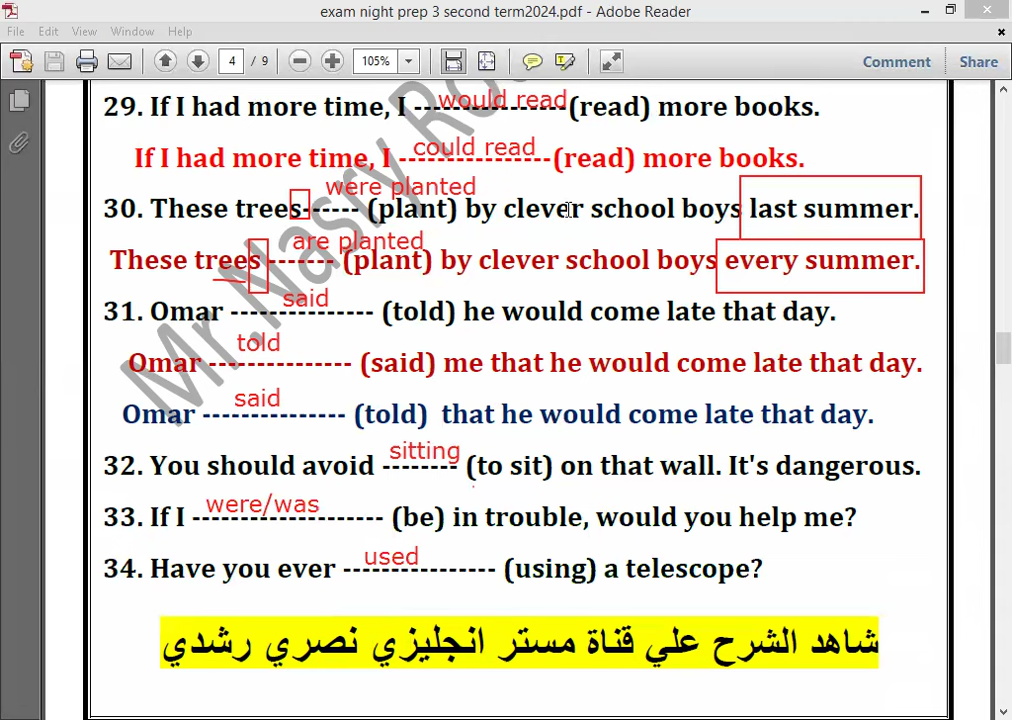 exam night prep 3 second term2024.pdf - Adobe Reader
File Edit View Window Help
4 / 9 105% Comment Share
would read
29. If I had more time, I -----------------(read) more books.
could read
If I had more time, I -----------------(read) more books.
were planted
30. These trees------ (plant) by clever school boys last summer.
are planted
These trees ------- (plant) by clever school boys every summer.
said
31. Omar ---------------- (told) he would come late that day.
told
Omar ---------------- (said) me that he would come late that day.
said
Omar ---------------- (told) that he would come late that day.
sitting
32. You should avoid -------- (to sit) on that wall. It's dangerous.
were/was
33. If I --------------------- (be) in trouble, would you help me?
used
34. Have you ever ----------------- (using) a telescope?
شاهد الشرح علي قناة مستر انجليزي نصري رشدي
Mr.Nasry